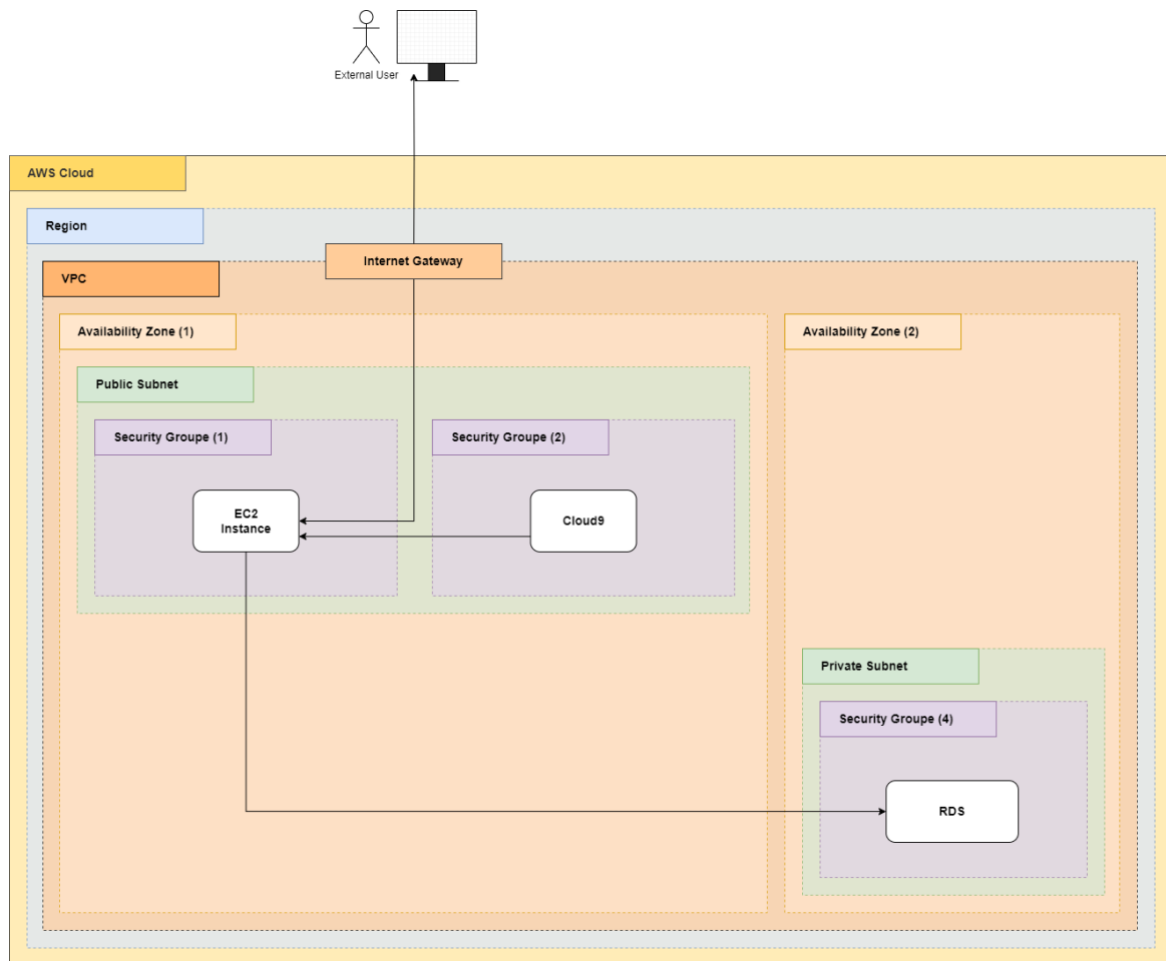 External User
AWS Cloud
Region
Internet Gateway
VPC
Availability Zone (1)
Availability Zone (2)
Public Subnet
Security Groupe (1)
Security Groupe (2)
EC2
Instance
Cloud9
Private Subnet
Security Groupe (4)
RDS